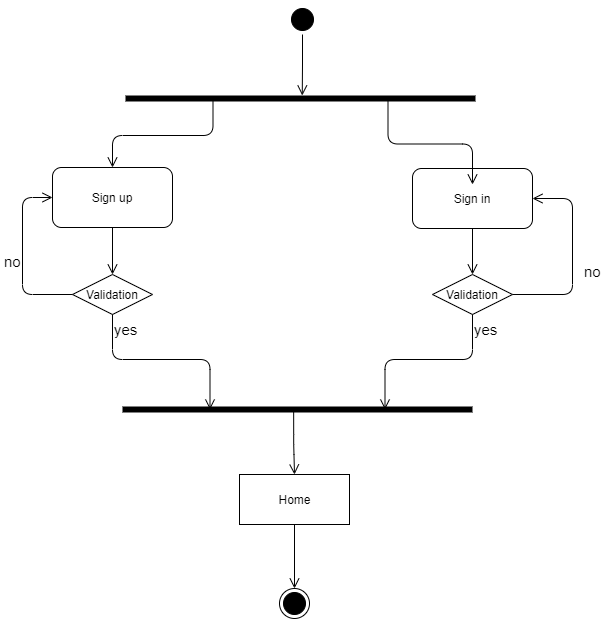 Sign up
Sign in
no
no
Validation
Validation
yes
yes
Home